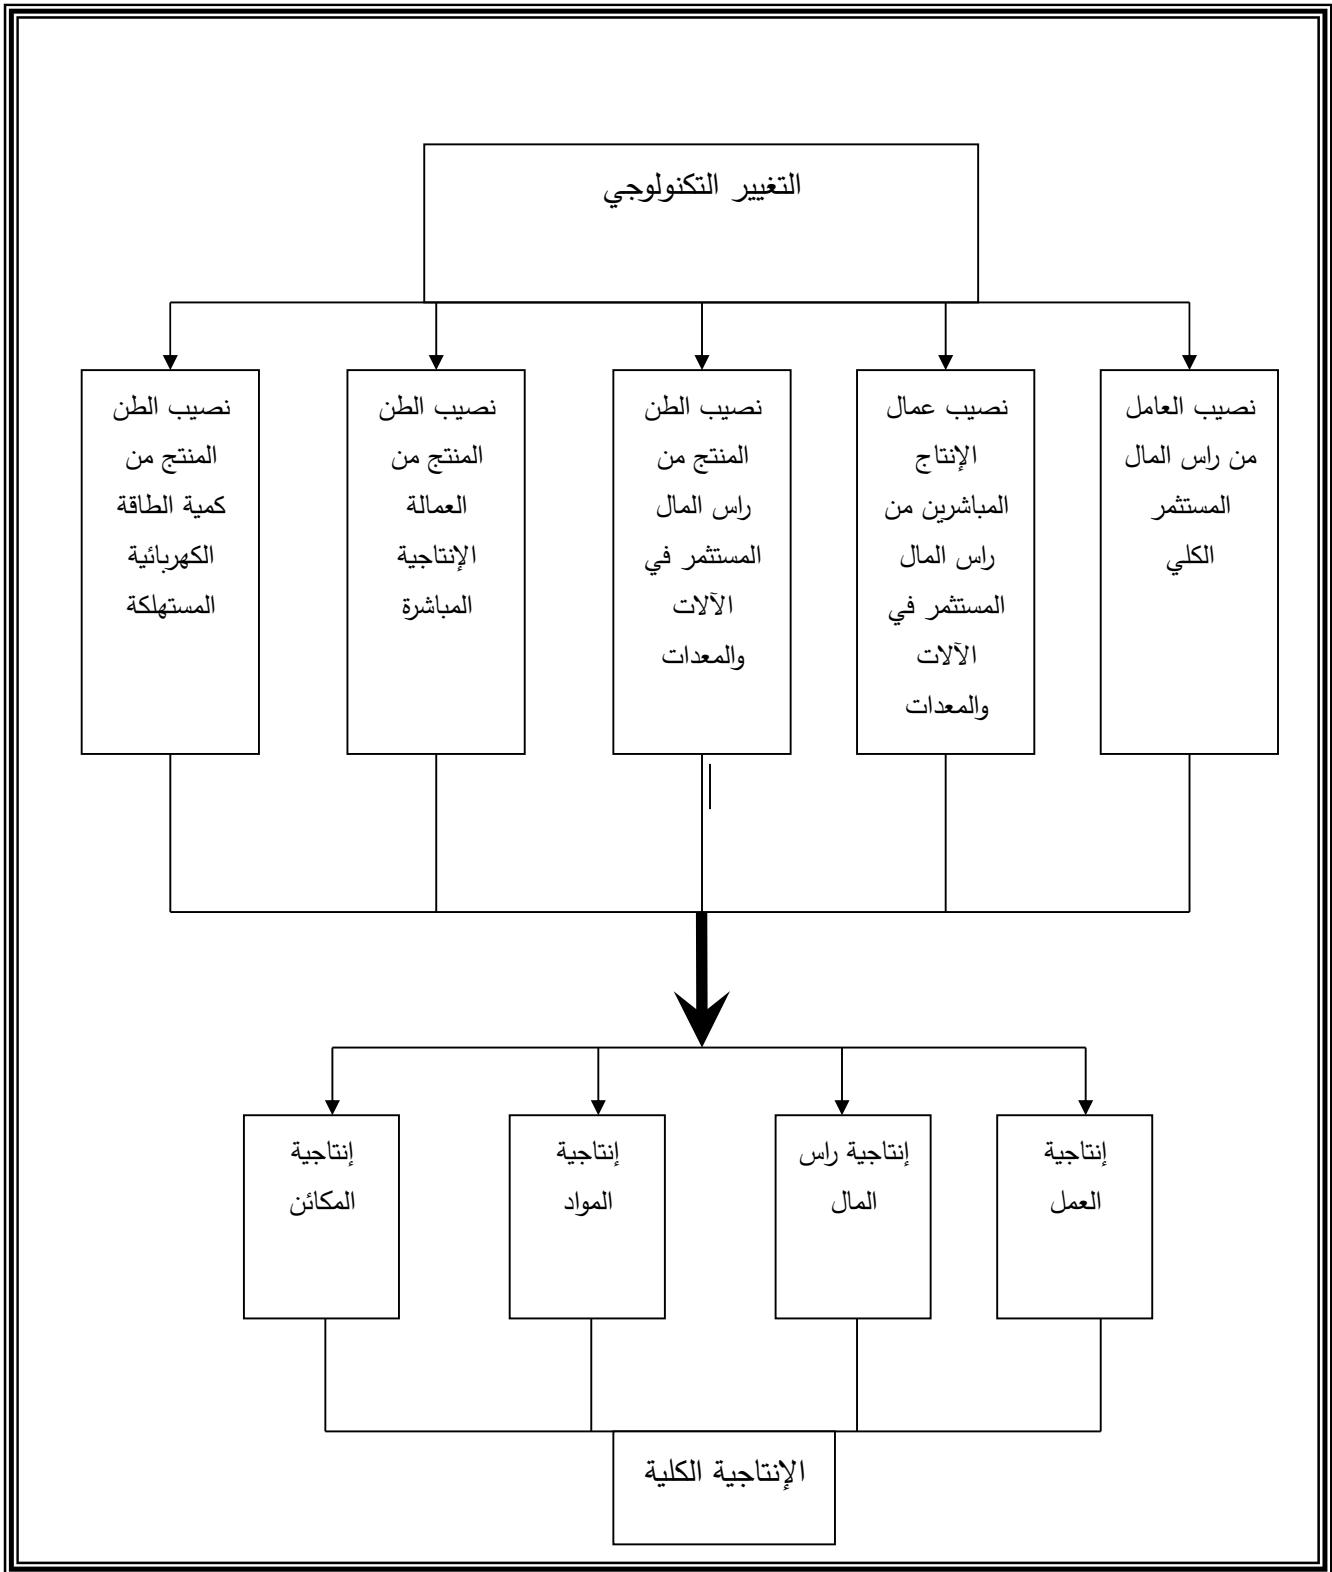 التغيير التكنولوجي
نصيب العامل
من راس المال
المستثمر
الكلي
نصيب عمال
الإنتاج
المباشرين من
راس المال
المستثمر في
الآلات
والمعدات
نصيب الطن
المنتج من
راس المال
المستثمر في
الآلات
والمعدات
نصيب الطن
المنتج من
العمالة
الإنتاجية
المباشرة
نصيب الطن
المنتج من
كمية الطاقة
الكهربائية
المستهلكة
إنتاجية
العمل
إنتاجية راس
المال
إنتاجية
المواد
إنتاجية
المكائن
الإنتاجية الكلية